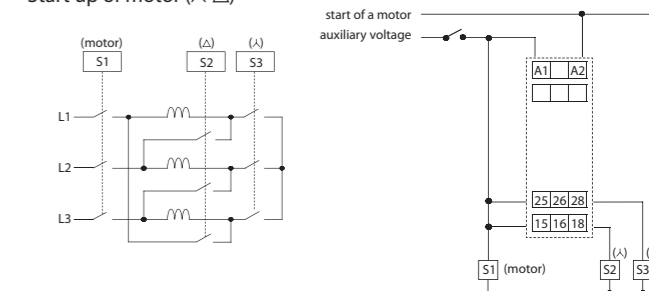 start of a motor
auxiliary voltage
(motor) (△) (⅄)
S1 S2 S3
L1
L2
L3
A1 A2
25 26 28
15 16 18
S1 (motor)
(⅄)
S2 S3